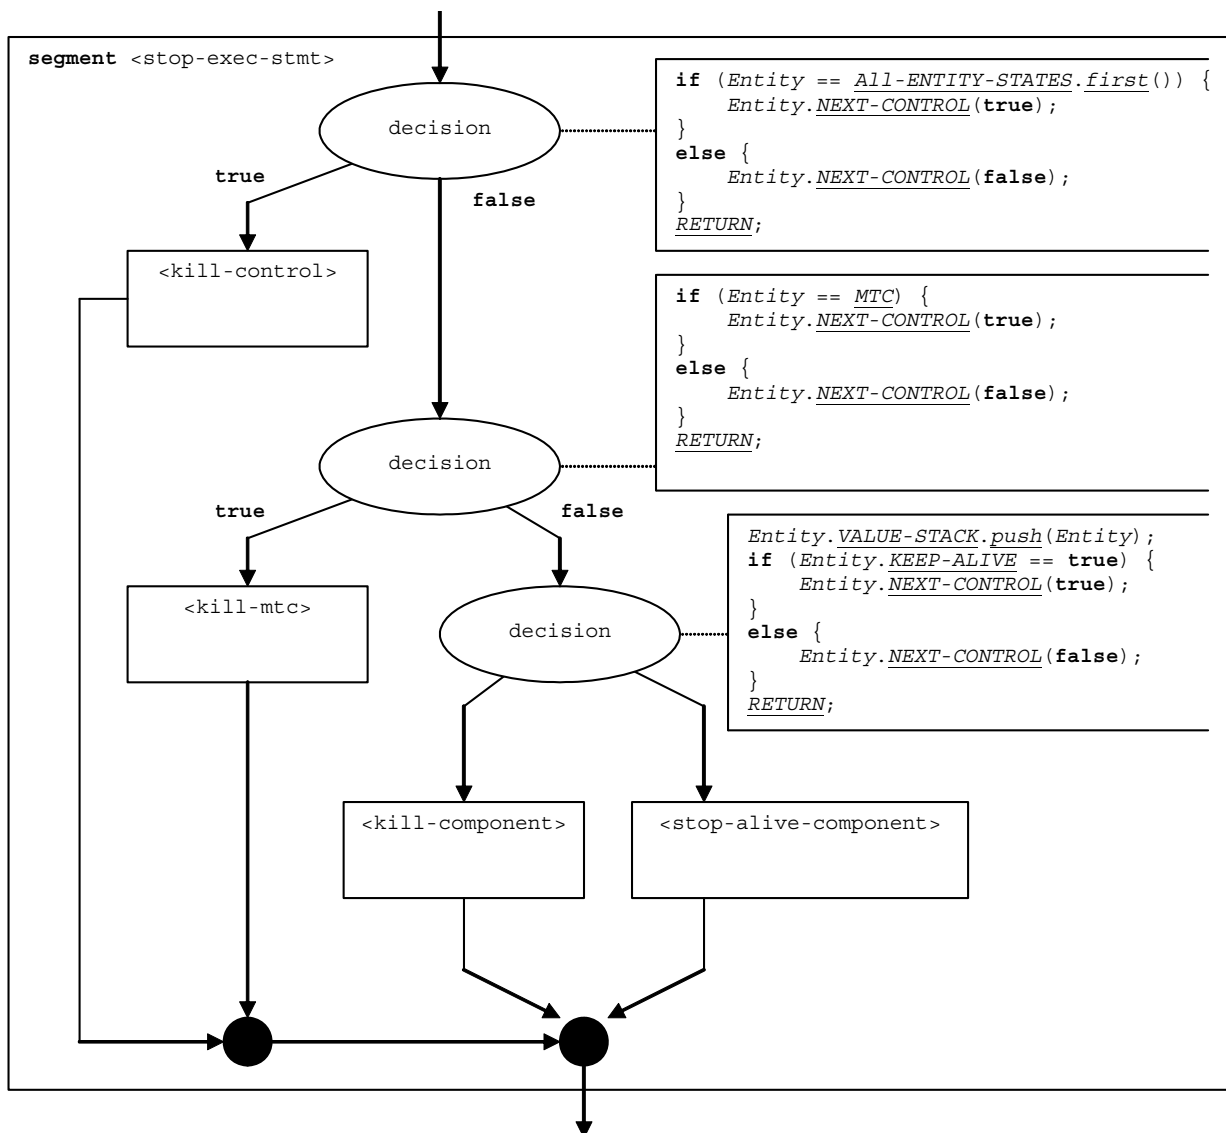 segment <stop-exec-stmt>
decision
if (Entity == All-ENTITY-STATES.first()) {
Entity.NEXT-CONTROL(true);
}
else {
Entity.NEXT-CONTROL(false);
}
RETURN;
true
false
<kill-control>
if (Entity == MTC) {
Entity.NEXT-CONTROL(true);
}
else {
Entity.NEXT-CONTROL(false);
}
RETURN;
decision
true
false
Entity.VALUE-STACK.push(Entity);
if (Entity.KEEP-ALIVE == true) {
Entity.NEXT-CONTROL(true);
}
else {
Entity.NEXT-CONTROL(false);
}
RETURN;
<kill-mtc>
decision
<kill-component>
<stop-alive-component>